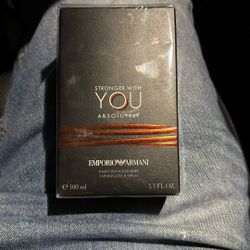 STRONGER WITH
YOU
ABSOLUTELY
EMPORIO ARMANI
℮ 100 ml
3.3 FL.OZ